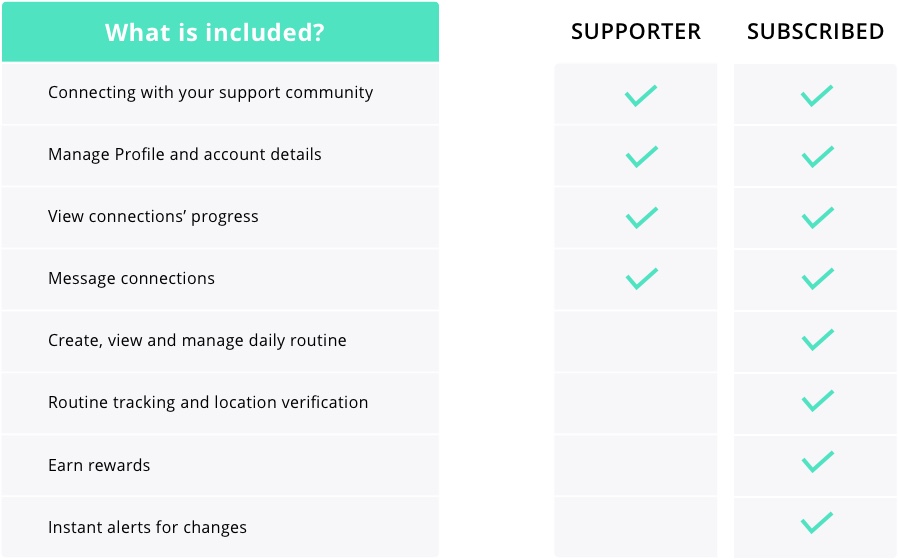 What is included?
SUPPORTER
SUBSCRIBED
Connecting with your support community
Manage Profile and account details
View connections’ progress
Message connections
Create, view and manage daily routine
Routine tracking and location verification
Earn rewards
Instant alerts for changes